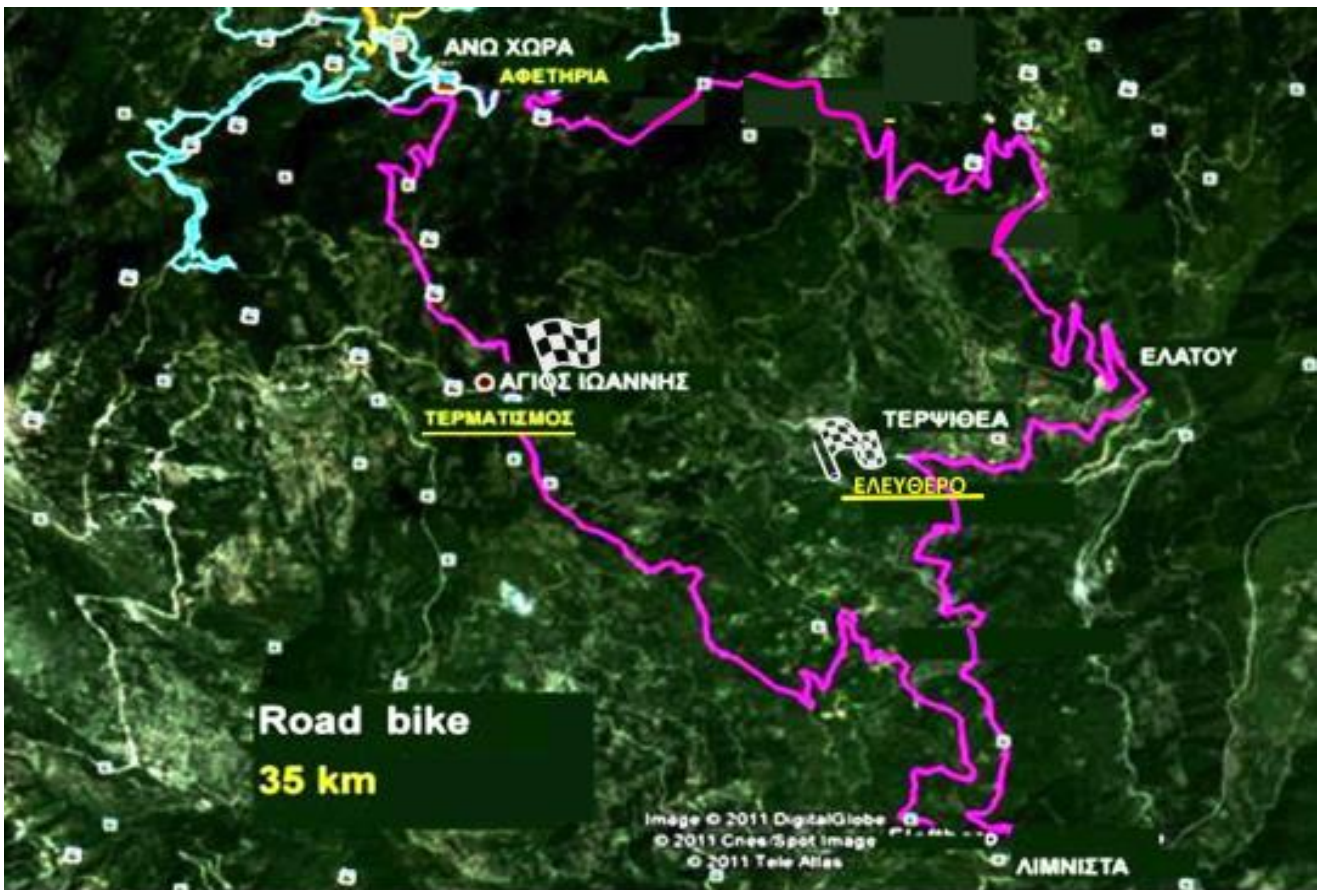 ΑΝΩ ΧΩΡΑ
ΑΦΕΤΗΡΙΑ
ΕΛΑΤΟΥ
ΑΓΙΟΣ ΙΩΑΝΝΗΣ
ΤΕΡΜΑΤΙΣΜΟΣ
ΤΕΡΨΙΘΕΑ
ΕΛΕΥΘΕΡΟ
Road bike
35 km
Image © 2011 DigitalGlobe
© 2011 Cnes/Spot Image
© 2011 Tele Atlas
ΛΙΜΝΙΣΤΑ